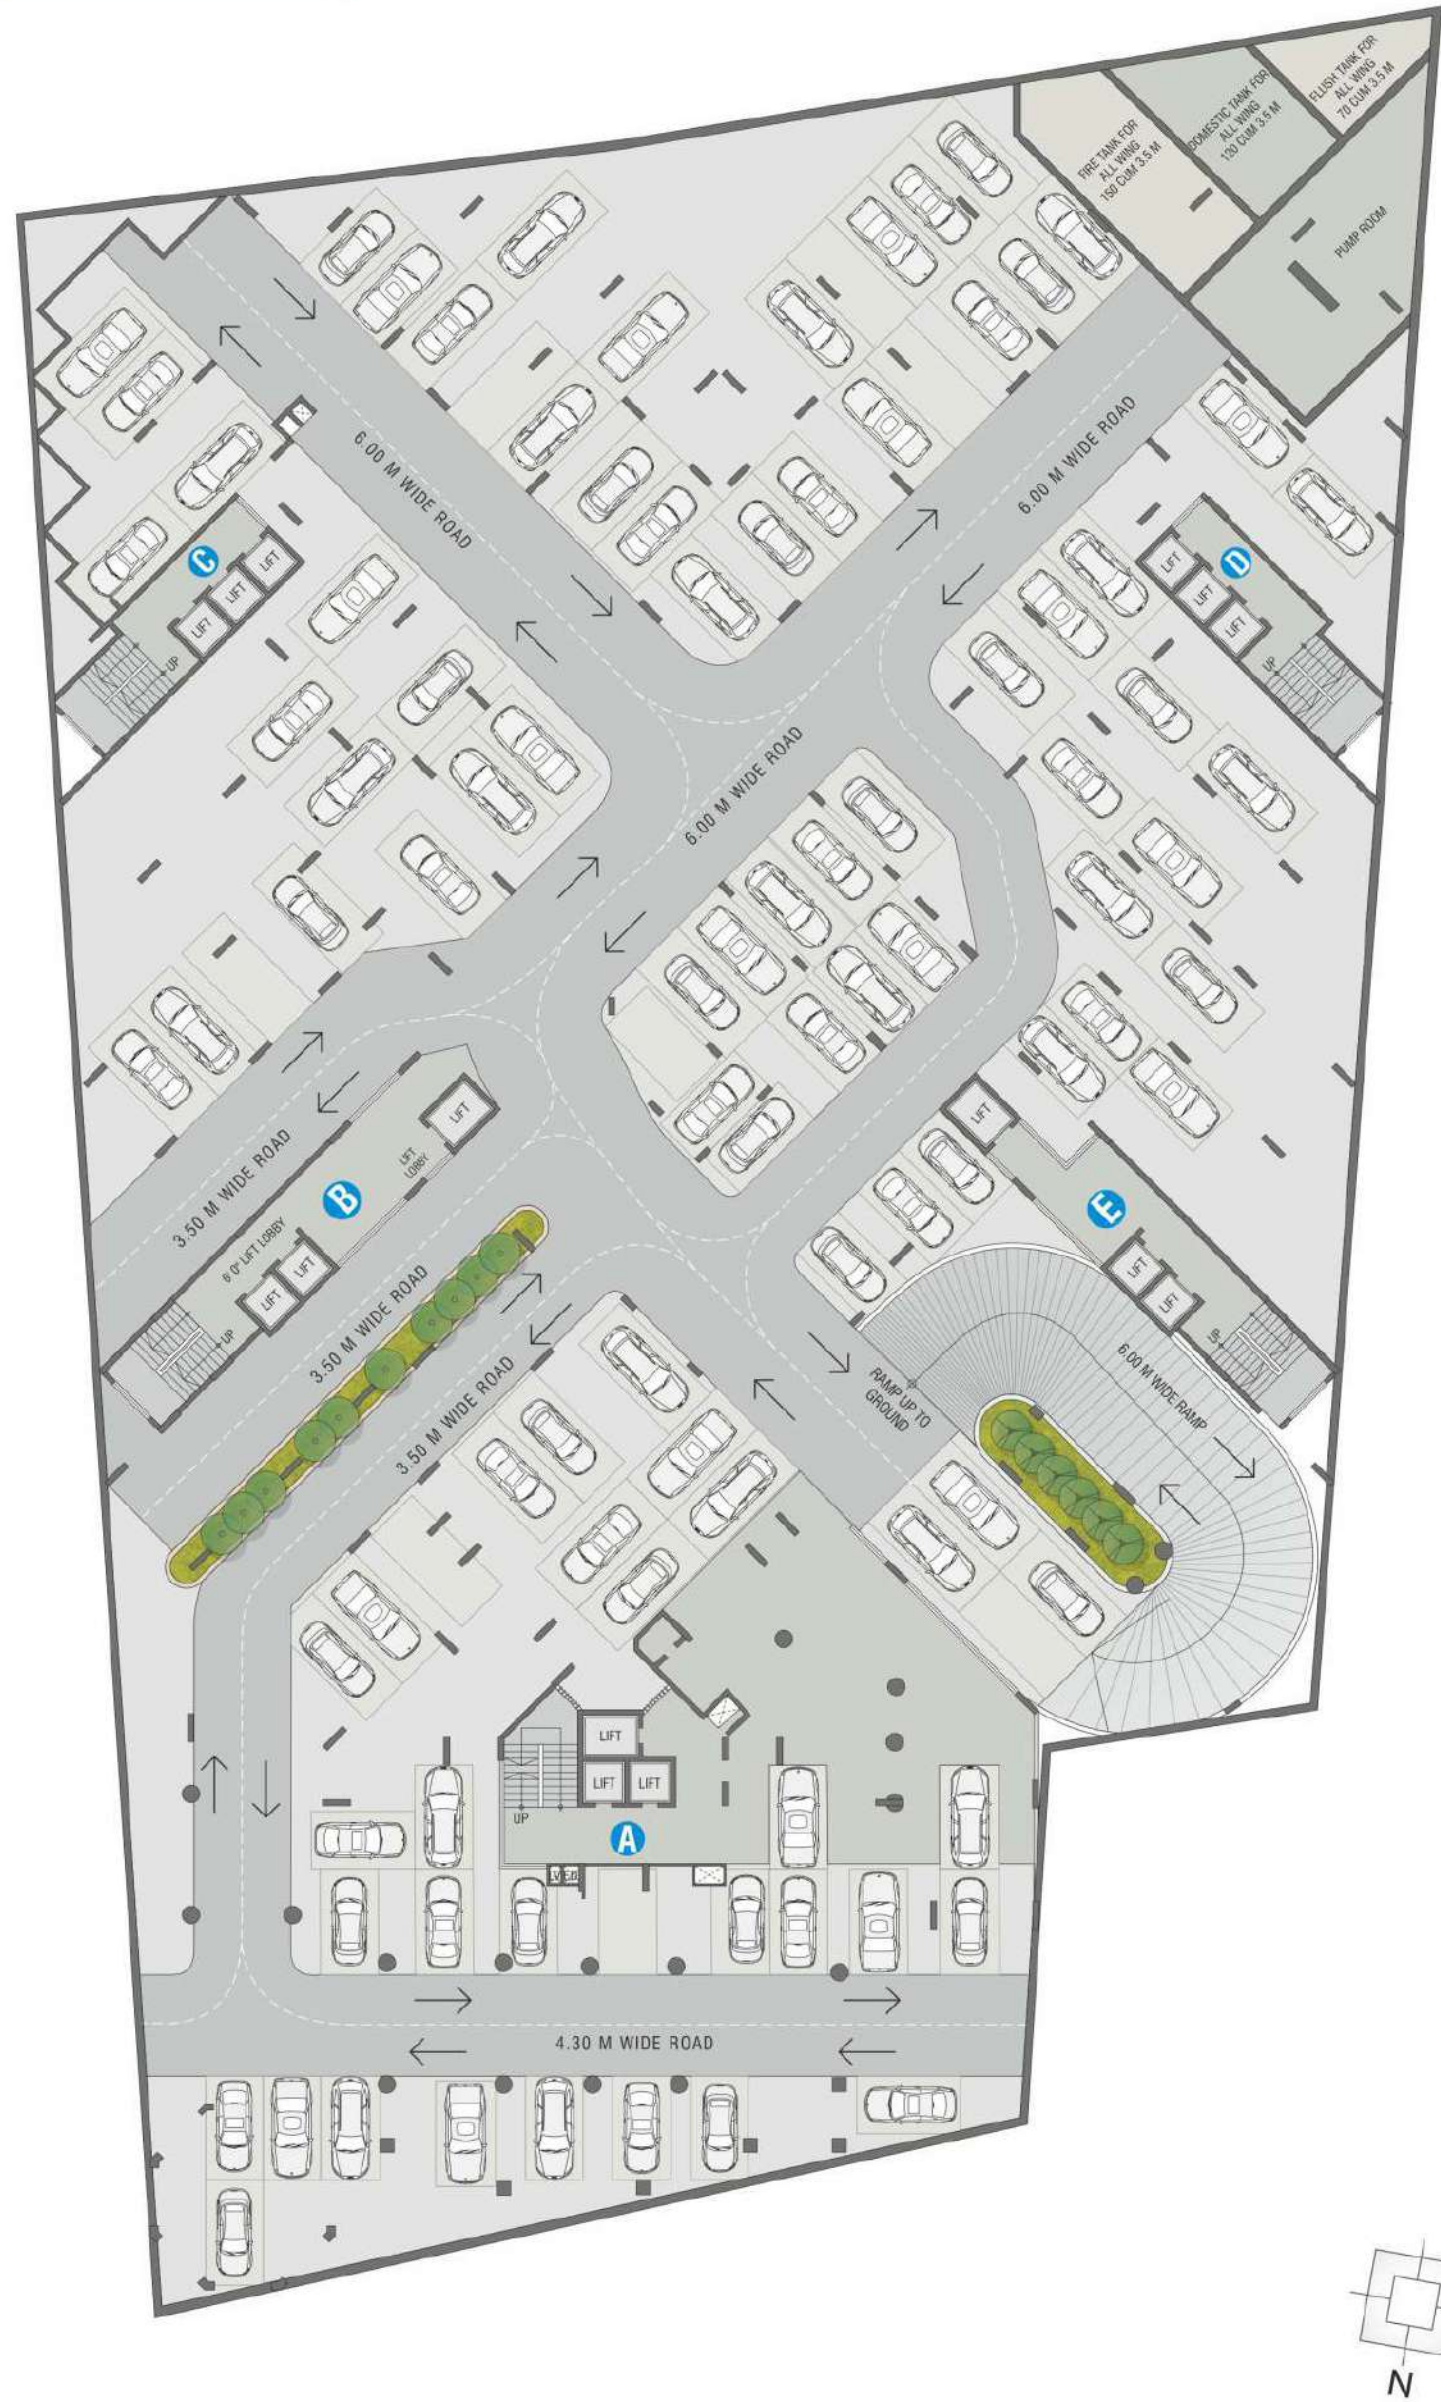 FLUSH TANK FOR
ALL WING
70 CUM 3.5 M
DOMESTIC TANK FOR
ALL WING
120 CUM 3.5 M
FIRE TANK FOR
ALL WING
150 CUM 3.5 M
PUMP ROOM
6.00 M WIDE ROAD
6.00 M WIDE ROAD
C
LIFT
LIFT
LIFT
UP
D
LIFT
LIFT
LIFT
UP
6.00 M WIDE ROAD
3.50 M WIDE ROAD
LIFT
LIFT
LOBBY
B
LIFT LOBBY
LIFT
LIFT
UP
LIFT
E
LIFT
LIFT
UP
3.50 M WIDE ROAD
3.50 M WIDE ROAD
RAMP UP TO
GROUND
6.00 M WIDE RAMP
LIFT
LIFT
LIFT
UP
A
4.30 M WIDE ROAD
N